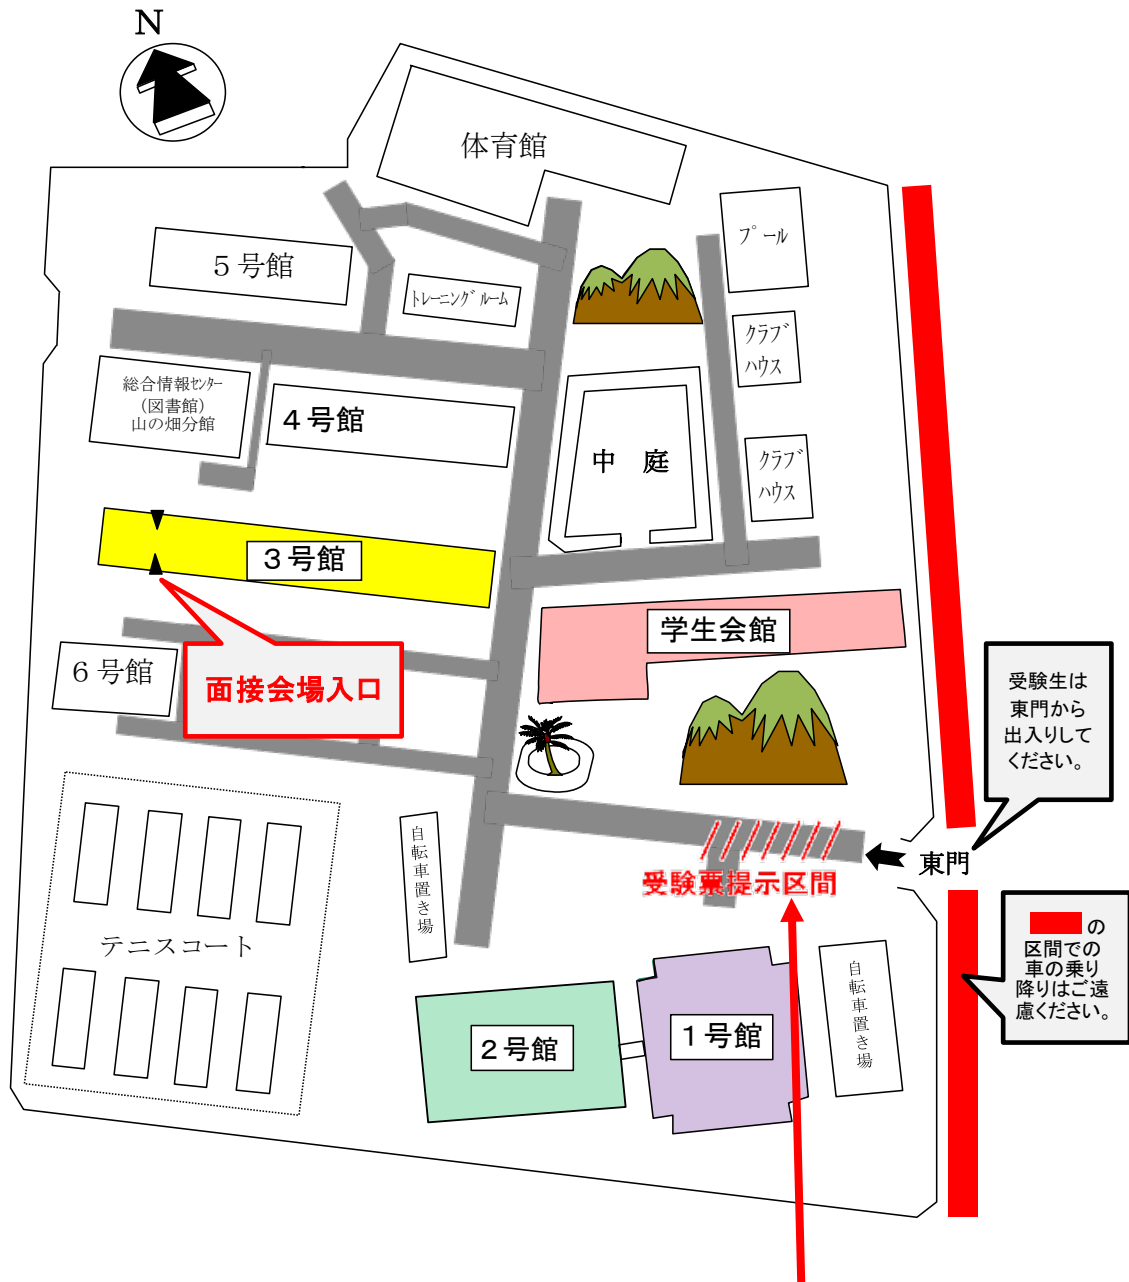 N
体育館
プール
5号館
トレーニングルーム
クラブ
ハウス
総合情報センター
(図書館)
山の畑分館
4号館
中 庭
クラブ
ハウス
3号館
学生会館
6号館
面接会場入口
受験生は
東門から
出入りして
ください。
自転車置き場
受験票提示区間
東門
テニスコート
の
区間での
車の乗り
降りはご遠
慮ください。
自転車置き場
2号館
1号館